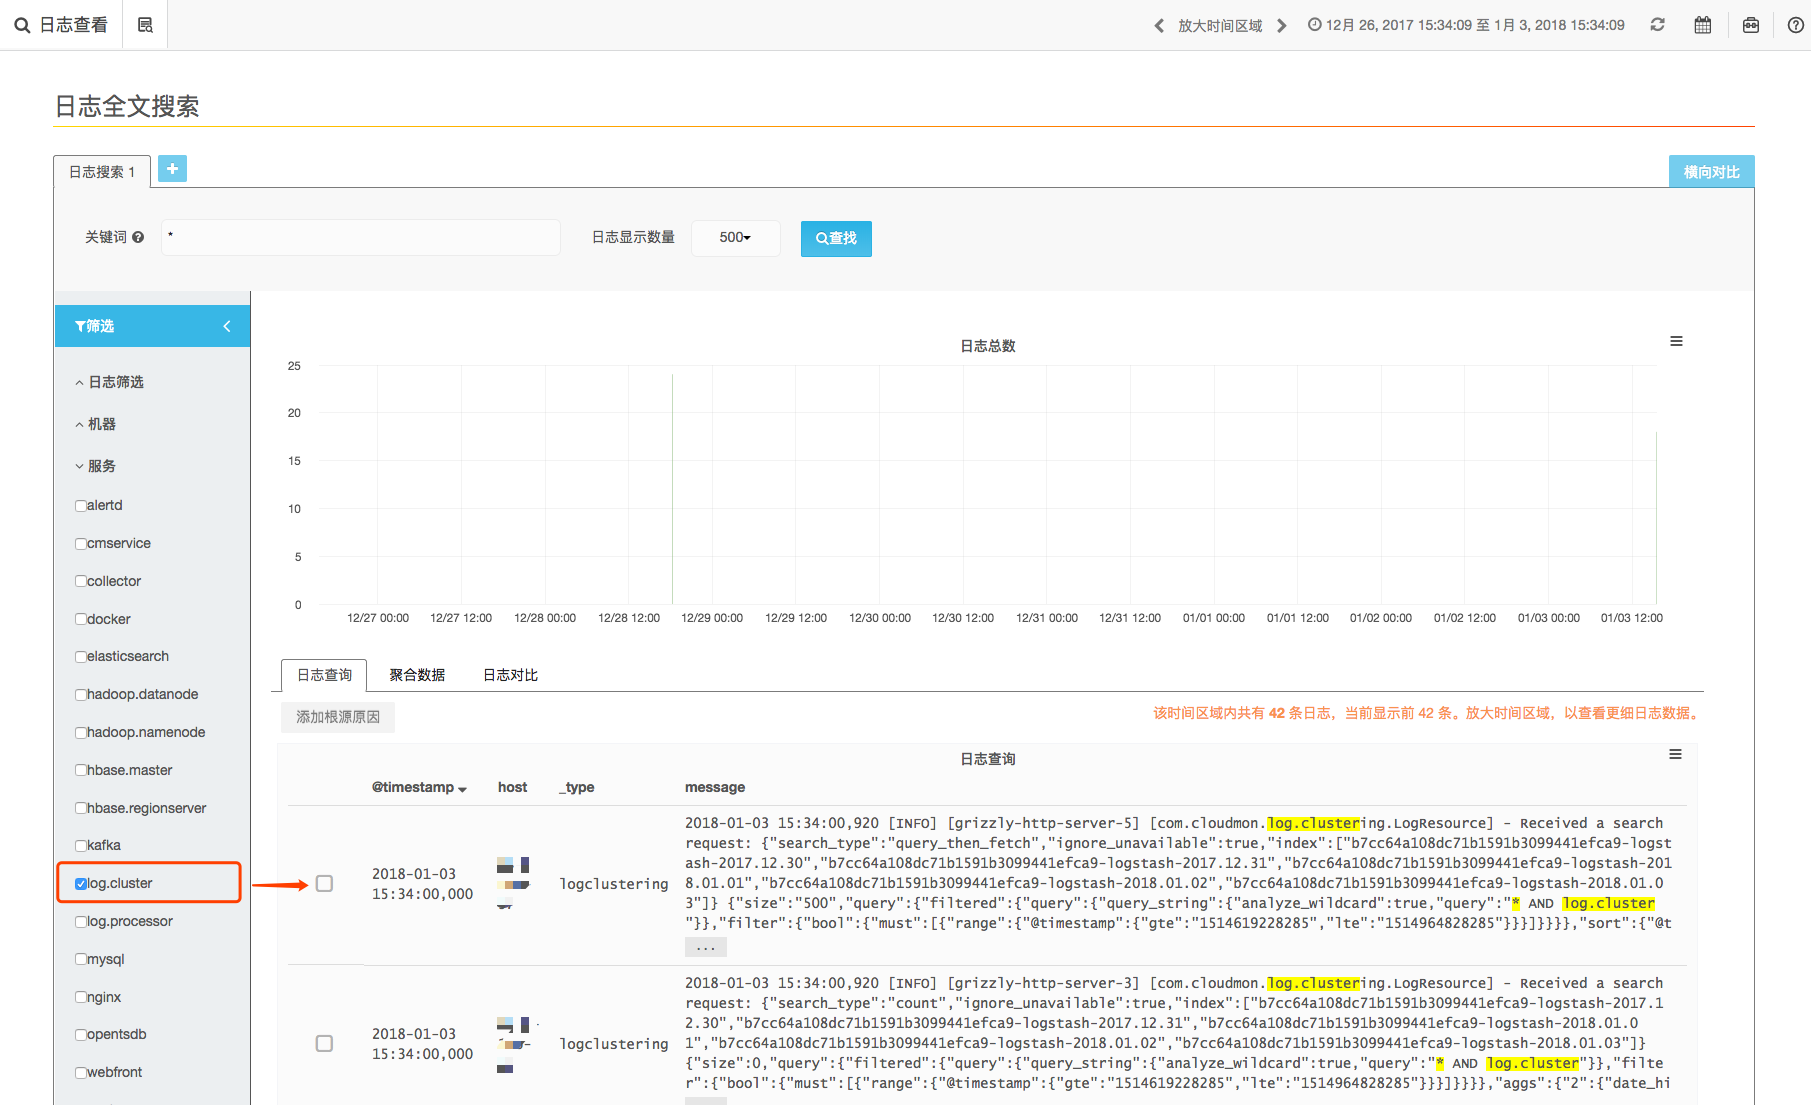 日志查看
放大时间区域
12月 26, 2017 15:34:09 至 1月 3, 2018 15:34:09
日志全文搜索
日志搜索 1
横向对比
关键词
*
日志显示数量
500
查找
筛选
日志筛选
机器
服务
alertd
cmservice
collector
docker
elasticsearch
hadoop.datanode
hadoop.namenode
hbase.master
hbase.regionserver
kafka
log.cluster
log.processor
mysql
nginx
opentsdb
webfront
日志总数
25
20
15
10
5
0
12/27 00:00 12/27 12:00 12/28 00:00 12/28 12:00 12/29 00:00 12/29 12:00 12/30 00:00 12/30 12:00 12/31 00:00 12/31 12:00 01/01 00:00 01/01 12:00 01/02 00:00 01/02 12:00 01/03 00:00 01/03 12:00
日志查询 聚合数据 日志对比
添加根源原因
该时间区域内共有 42 条日志，当前显示前 42 条。放大时间区域，以查看更细日志数据。
日志查询
@timestamp host _type message
2018-01-03
15:34:00,000
logclustering
2018-01-03 15:34:00,920 [INFO] [grizzly-http-server-5] [com.cloudmon.log.clustering.LogResource] - Received a search
request: {"search_type":"query_then_fetch","ignore_unavailable":true,"index":["b7cc64a108dc71b1591b3099441efca9-logst
ash-2017.12.30","b7cc64a108dc71b1591b3099441efca9-logstash-2017.12.31","b7cc64a108dc71b1591b3099441efca9-logstash-201
8.01.01","b7cc64a108dc71b1591b3099441efca9-logstash-2018.01.02","b7cc64a108dc71b1591b3099441efca9-logstash-2018.01.0
3"]} {"size":"500","query":{"filtered":{"query":{"query_string":{"analyze_wildcard":true,"query":"* AND log.cluster
"}},"filter":{"bool":{"must":[{"range":{"@timestamp":{"gte":"1514619228285","lte":"1514964828285"}}}]}}}},"sort":{"@t
...
2018-01-03
15:34:00,000
logclustering
2018-01-03 15:34:00,920 [INFO] [grizzly-http-server-3] [com.cloudmon.log.clustering.LogResource] - Received a search
request: {"search_type":"count","ignore_unavailable":true,"index":["b7cc64a108dc71b1591b3099441efca9-logstash-2017.1
2.30","b7cc64a108dc71b1591b3099441efca9-logstash-2017.12.31","b7cc64a108dc71b1591b3099441efca9-logstash-2018.01.0
1","b7cc64a108dc71b1591b3099441efca9-logstash-2018.01.02","b7cc64a108dc71b1591b3099441efca9-logstash-2018.01.03"]}
{"size":0,"query":{"filtered":{"query":{"query_string":{"analyze_wildcard":true,"query":"* AND log.cluster"}},"filte
r":{"bool":{"must":[{"range":{"@timestamp":{"gte":"1514619228285","lte":"1514964828285"}}}]}}}},"aggs":{"2":{"date_hi